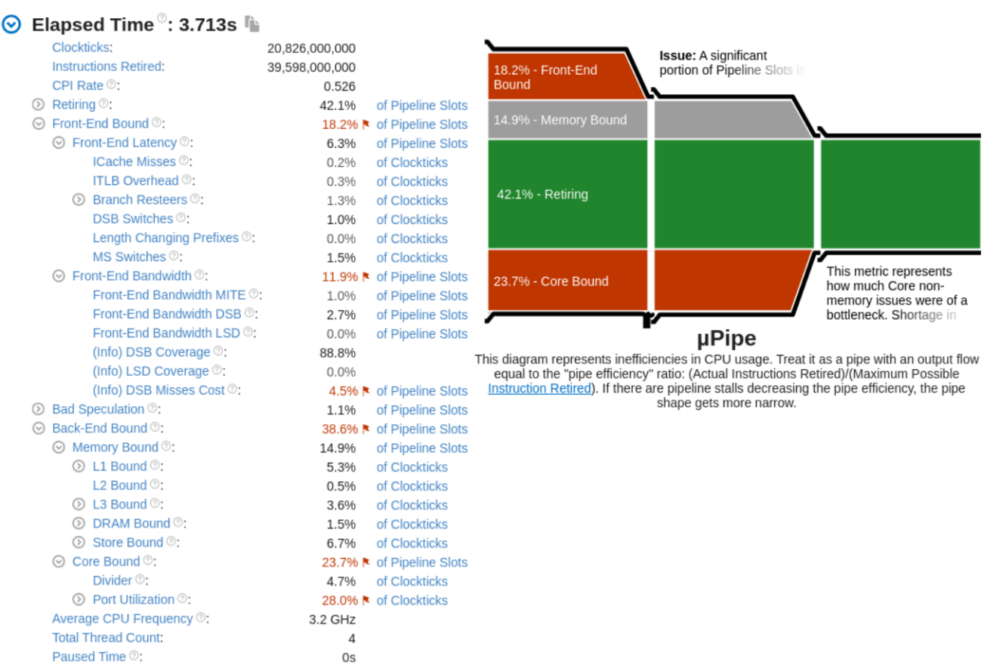 Elapsed Time: 3.713s
Clockticks: 20,826,000,000
Instructions Retired: 39,598,000,000
CPI Rate: 0.526
Retiring: 42.1% of Pipeline Slots
Front-End Bound: 18.2% of Pipeline Slots
Front-End Latency: 6.3% of Pipeline Slots
ICache Misses: 0.2% of Clockticks
ITLB Overhead: 0.3% of Clockticks
Branch Resteers: 1.3% of Clockticks
DSB Switches: 1.0% of Clockticks
Length Changing Prefixes: 0.0% of Clockticks
MS Switches: 1.5% of Clockticks
Front-End Bandwidth: 11.9% of Pipeline Slots
Front-End Bandwidth MITE: 1.0% of Pipeline Slots
Front-End Bandwidth DSB: 2.7% of Pipeline Slots
Front-End Bandwidth LSD: 0.0% of Pipeline Slots
(Info) DSB Coverage: 88.8%
(Info) LSD Coverage: 0.0%
(Info) DSB Misses Cost: 4.5% of Pipeline Slots
Bad Speculation: 1.1% of Pipeline Slots
Back-End Bound: 38.6% of Pipeline Slots
Memory Bound: 14.9% of Pipeline Slots
L1 Bound: 5.3% of Clockticks
L2 Bound: 0.5% of Clockticks
L3 Bound: 3.6% of Clockticks
DRAM Bound: 1.5% of Clockticks
Store Bound: 6.7% of Clockticks
Core Bound: 23.7% of Pipeline Slots
Divider: 4.7% of Clockticks
Port Utilization: 28.0% of Clockticks
Average CPU Frequency: 3.2 GHz
Total Thread Count: 4
Paused Time: 0s
18.2% - Front-End
Bound
14.9% - Memory Bound
42.1% - Retiring
23.7% - Core Bound
Issue: A significant
portion of Pipeline Slots is
This metric represents
how much Core non-
memory issues were of a
bottleneck. Shortage in
µPipe
This diagram represents inefficiencies in CPU usage. Treat it as a pipe with an output flow
equal to the "pipe efficiency" ratio: (Actual Instructions Retired)/(Maximum Possible
Instruction Retired). If there are pipeline stalls decreasing the pipe efficiency, the pipe
shape gets more narrow.